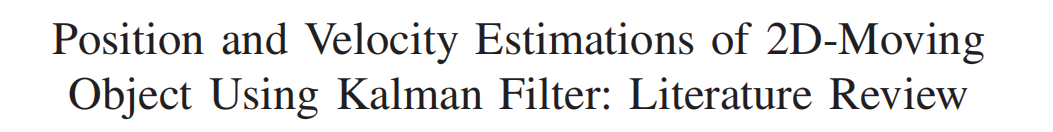 Position and Velocity Estimations of 2D-Moving
Object Using Kalman Filter: Literature Review